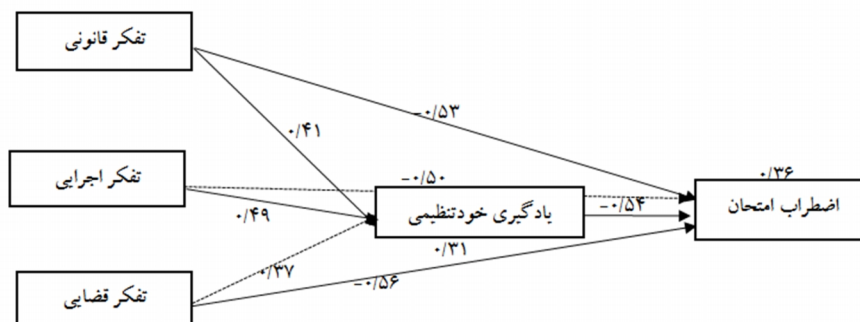 تفکر قانونی
-۰/۵۳
۰/۴۱
تفکر اجرایی
-۰/۵۰
۰/۳۶
۰/۴۹
یادگیری خودتنظیمی
-۰/۵۴
اضطراب امتحان
۰/۳۱
۰/۳۷
-۰/۵۶
تفکر قضایی